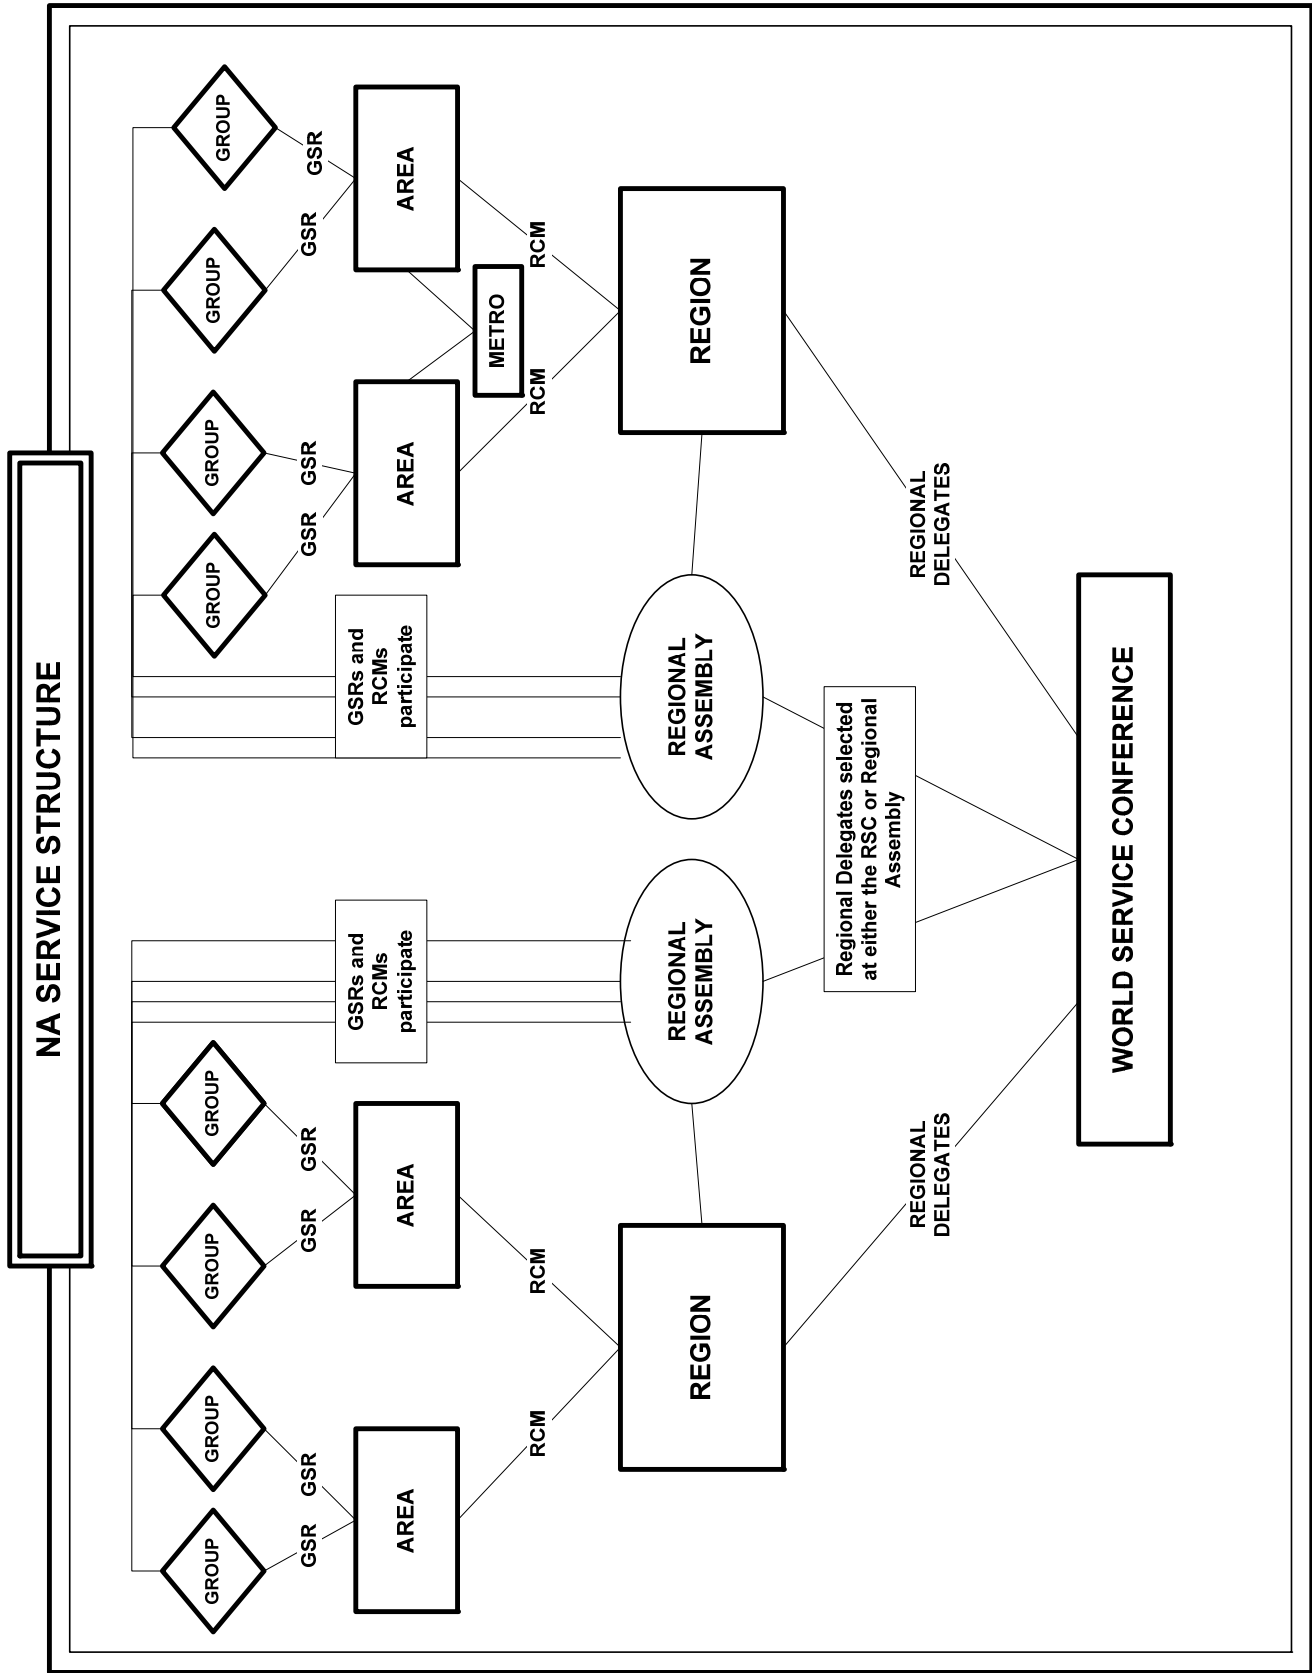 NA SERVICE STRUCTURE
GROUP
GROUP
GROUP
GROUP
GROUP
GROUP
GROUP
GROUP
GSR
GSR
GSR
GSR
GSR
GSR
GSR
GSR
AREA
AREA
GSRs and
RCMs
participate
GSRs and
RCMs
participate
AREA
AREA
METRO
RCM
RCM
RCM
RCM
REGION
REGIONAL
ASSEMBLY
REGIONAL
ASSEMBLY
REGION
Regional Delegates selected
at either the RSC or Regional
Assembly
REGIONAL
DELEGATES
REGIONAL
DELEGATES
WORLD SERVICE CONFERENCE